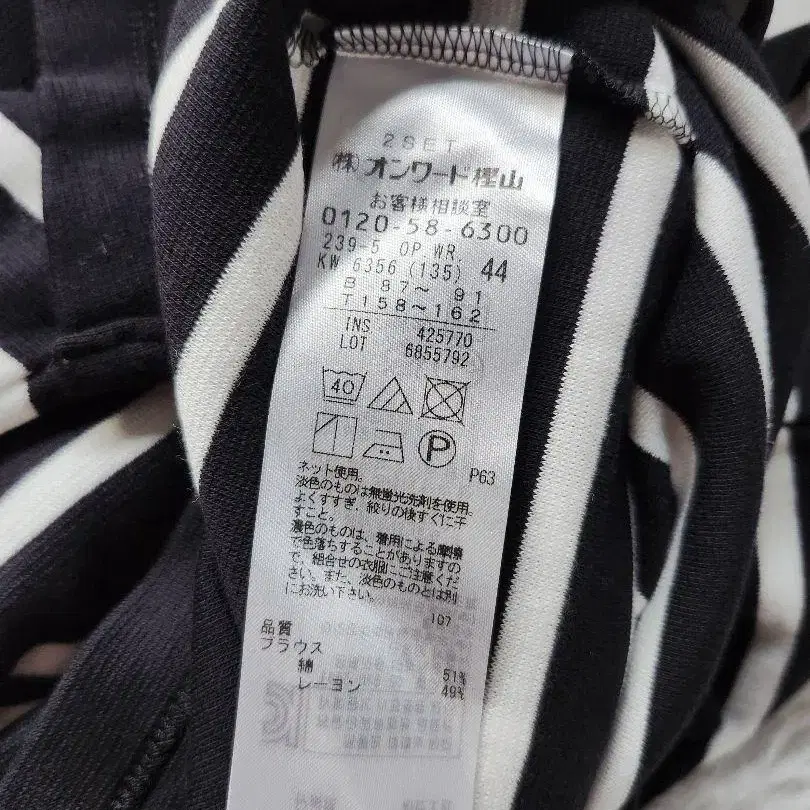 2SET
㈱オンワード樫山
お客様相談室
0120-58-6300
239-5 OP WR
KW 6356 (135) 44
B 87～ 91
T 158～162
INS 425770
LOT 6855792
40
P
P63
ネット使用。
淡色のものは無蛍光洗剤を使用。
よくすすぎ、絞りの後すぐに干
すこと。
濃色のものは、着用による摩擦
で色落ちすることがありますの
で、組合せの衣服にご注意くだ
さい。また、淡色のものとは別
にお洗い下さい。
107
品質
ブラウス
綿 51%
レーヨン 49%